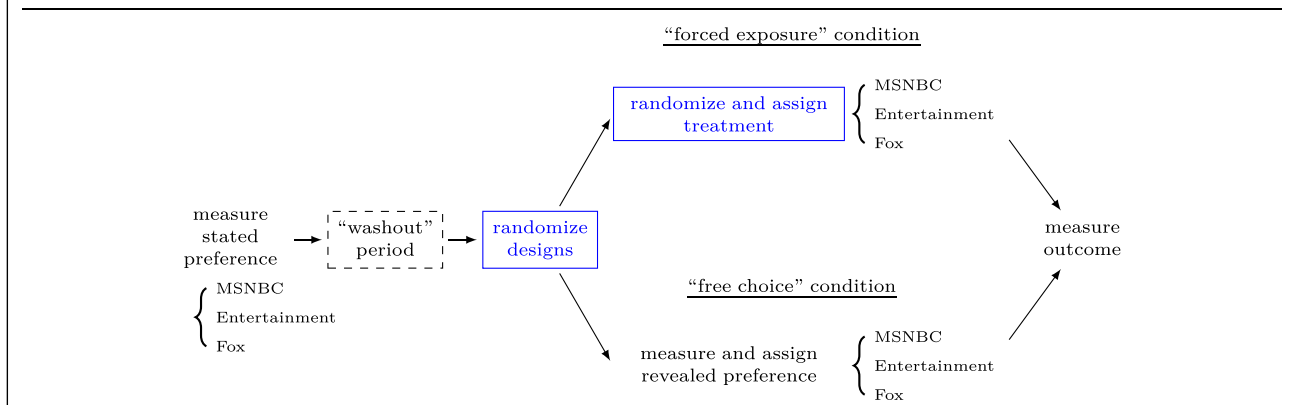 “forced exposure” condition
randomize and assign
treatment
MSNBC
Entertainment
Fox
measure
stated
preference
MSNBC
Entertainment
Fox
“washout”
period
randomize
designs
“free choice” condition
measure and assign
revealed preference
MSNBC
Entertainment
Fox
measure
outcome